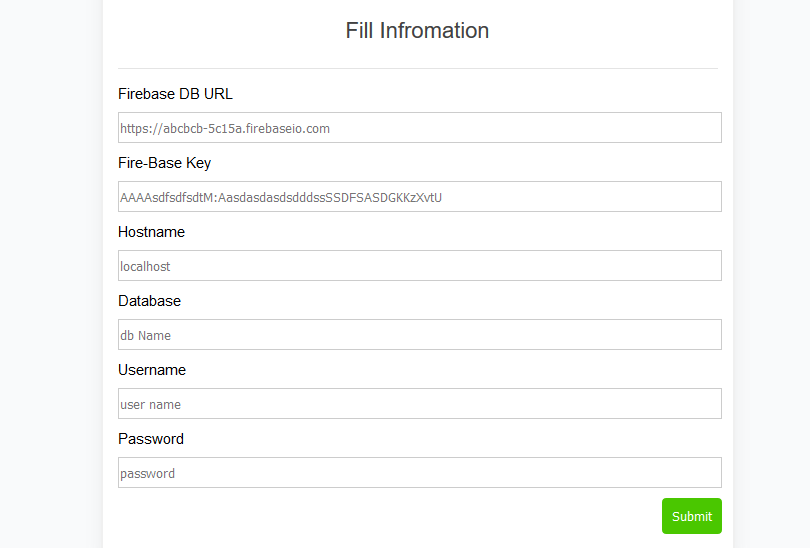 Fill Infromation
Firebase DB URL
https://abcbcb-5c15a.firebaseio.com
Fire-Base Key
AAAAsdfsdfsdtM:AasdasdasdsdddssSSDFSASDGKKzXvtU
Hostname
localhost
Database
db Name
Username
user name
Password
password
Submit